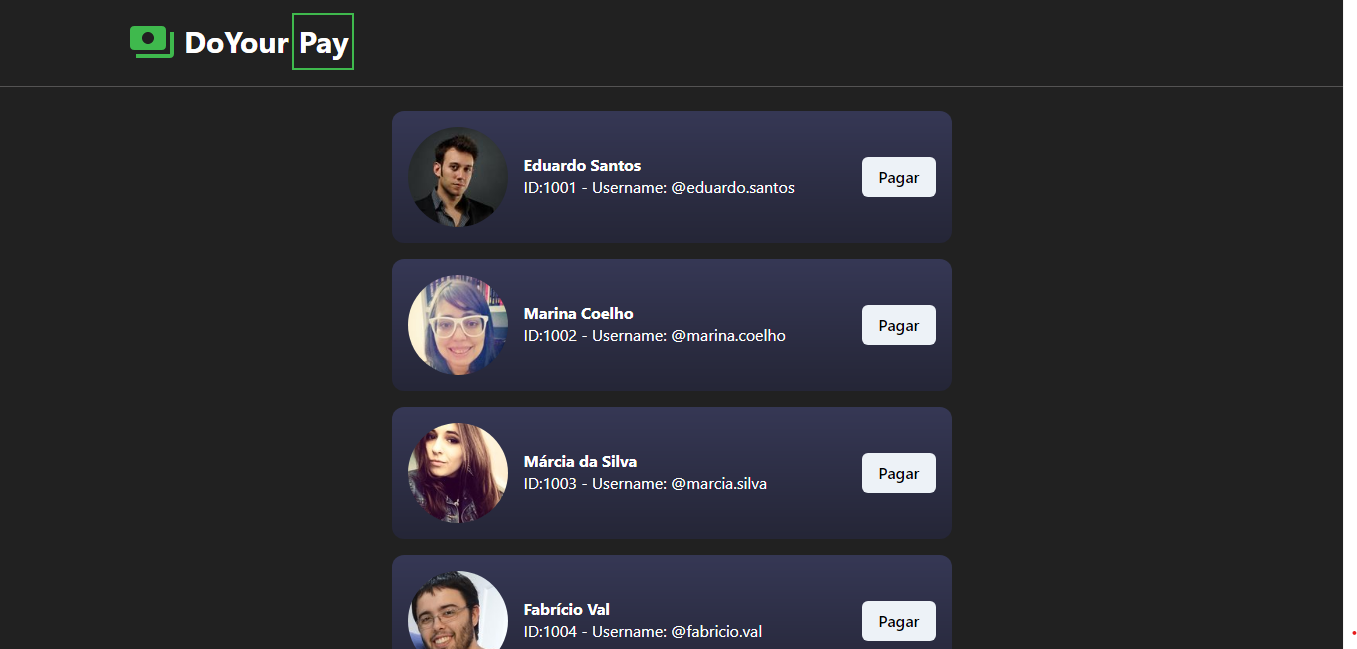 DoYour Pay
Eduardo Santos
ID:1001 - Username: @eduardo.santos
Pagar
Marina Coelho
ID:1002 - Username: @marina.coelho
Pagar
Márcia da Silva
ID:1003 - Username: @marcia.silva
Pagar
Fabrício Val
ID:1004 - Username: @fabricio.val
Pagar